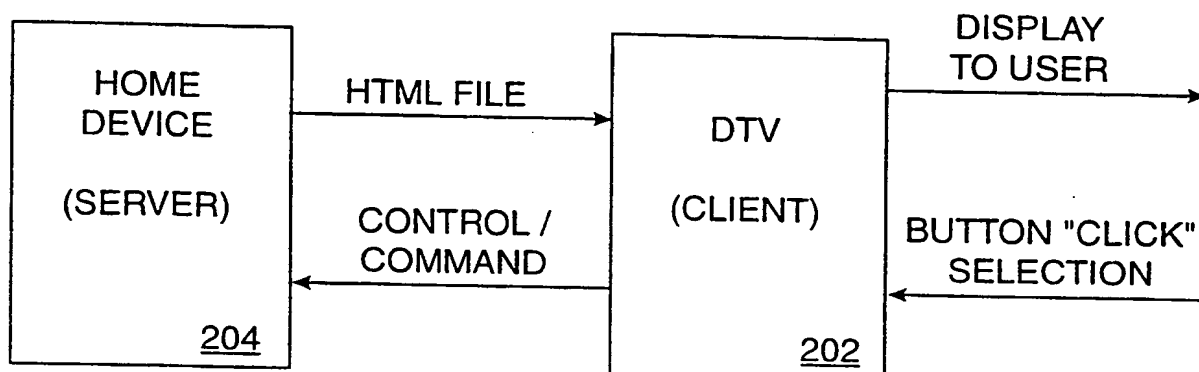 HOME
DEVICE
(SERVER)
204
HTML FILE
CONTROL /
COMMAND
DTV
(CLIENT)
202
DISPLAY
TO USER
BUTTON "CLICK"
SELECTION